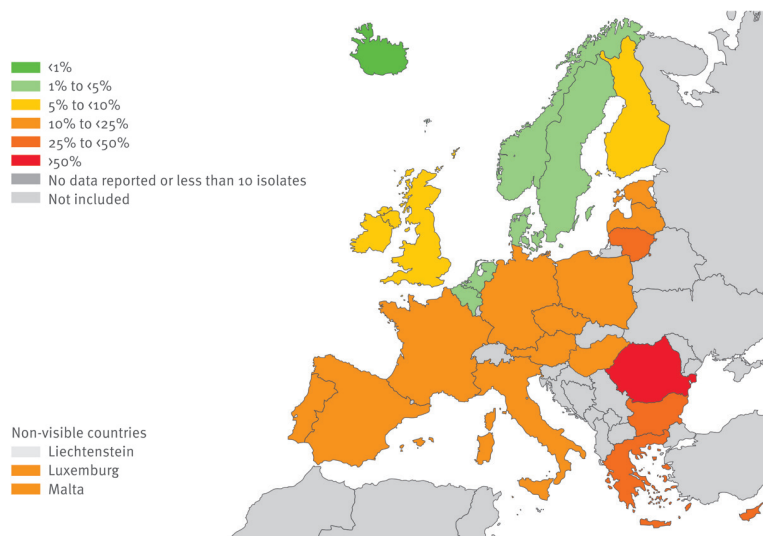 <1%
1% to <5%
5% to <10%
10% to <25%
25% to <50%
>50%
No data reported or less than 10 isolates
Not included
Non-visible countries
Liechtenstein
Luxemburg
Malta